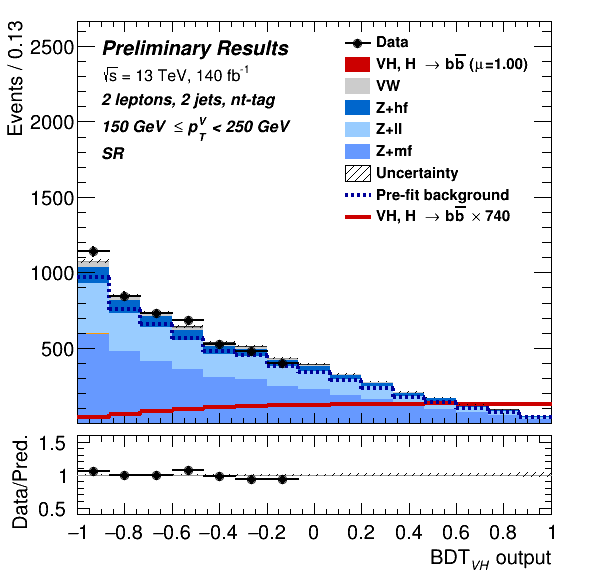 Events / 0.13
2500
2000
1500
1000
500
Preliminary Results
√s = 13 TeV, 140 fb⁻¹
2 leptons, 2 jets, nt-tag
150 GeV ≤ p_T^V < 250 GeV
SR
Data
VH, H → bb̅ (μ=1.00)
VW
Z+hf
Z+ll
Z+mf
Uncertainty
Pre-fit background
VH, H → bb̅ × 740
Data/Pred.
1.5
1
0.5
−1 −0.8 −0.6 −0.4 −0.2 0 0.2 0.4 0.6 0.8 1
BDT_VH output